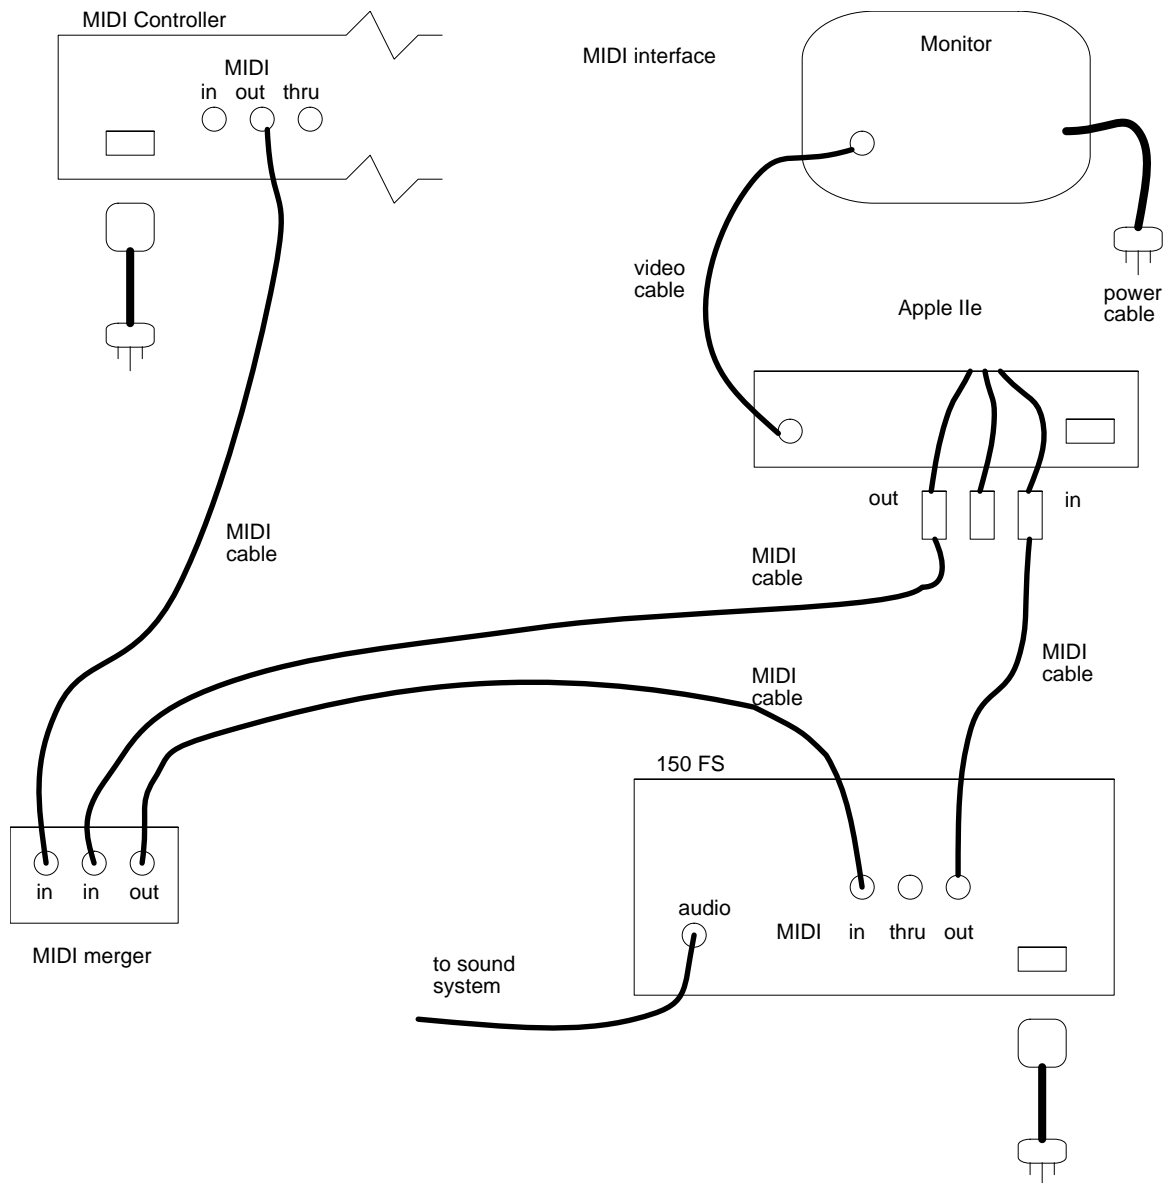 MIDI Controller
MIDI
in out thru
MIDI interface
Monitor
video
cable
power
cable
Apple IIe
out
in
MIDI
cable
MIDI
cable
MIDI
cable
MIDI
cable
150 FS
audio
MIDI in thru out
in in out
MIDI merger
to sound
system